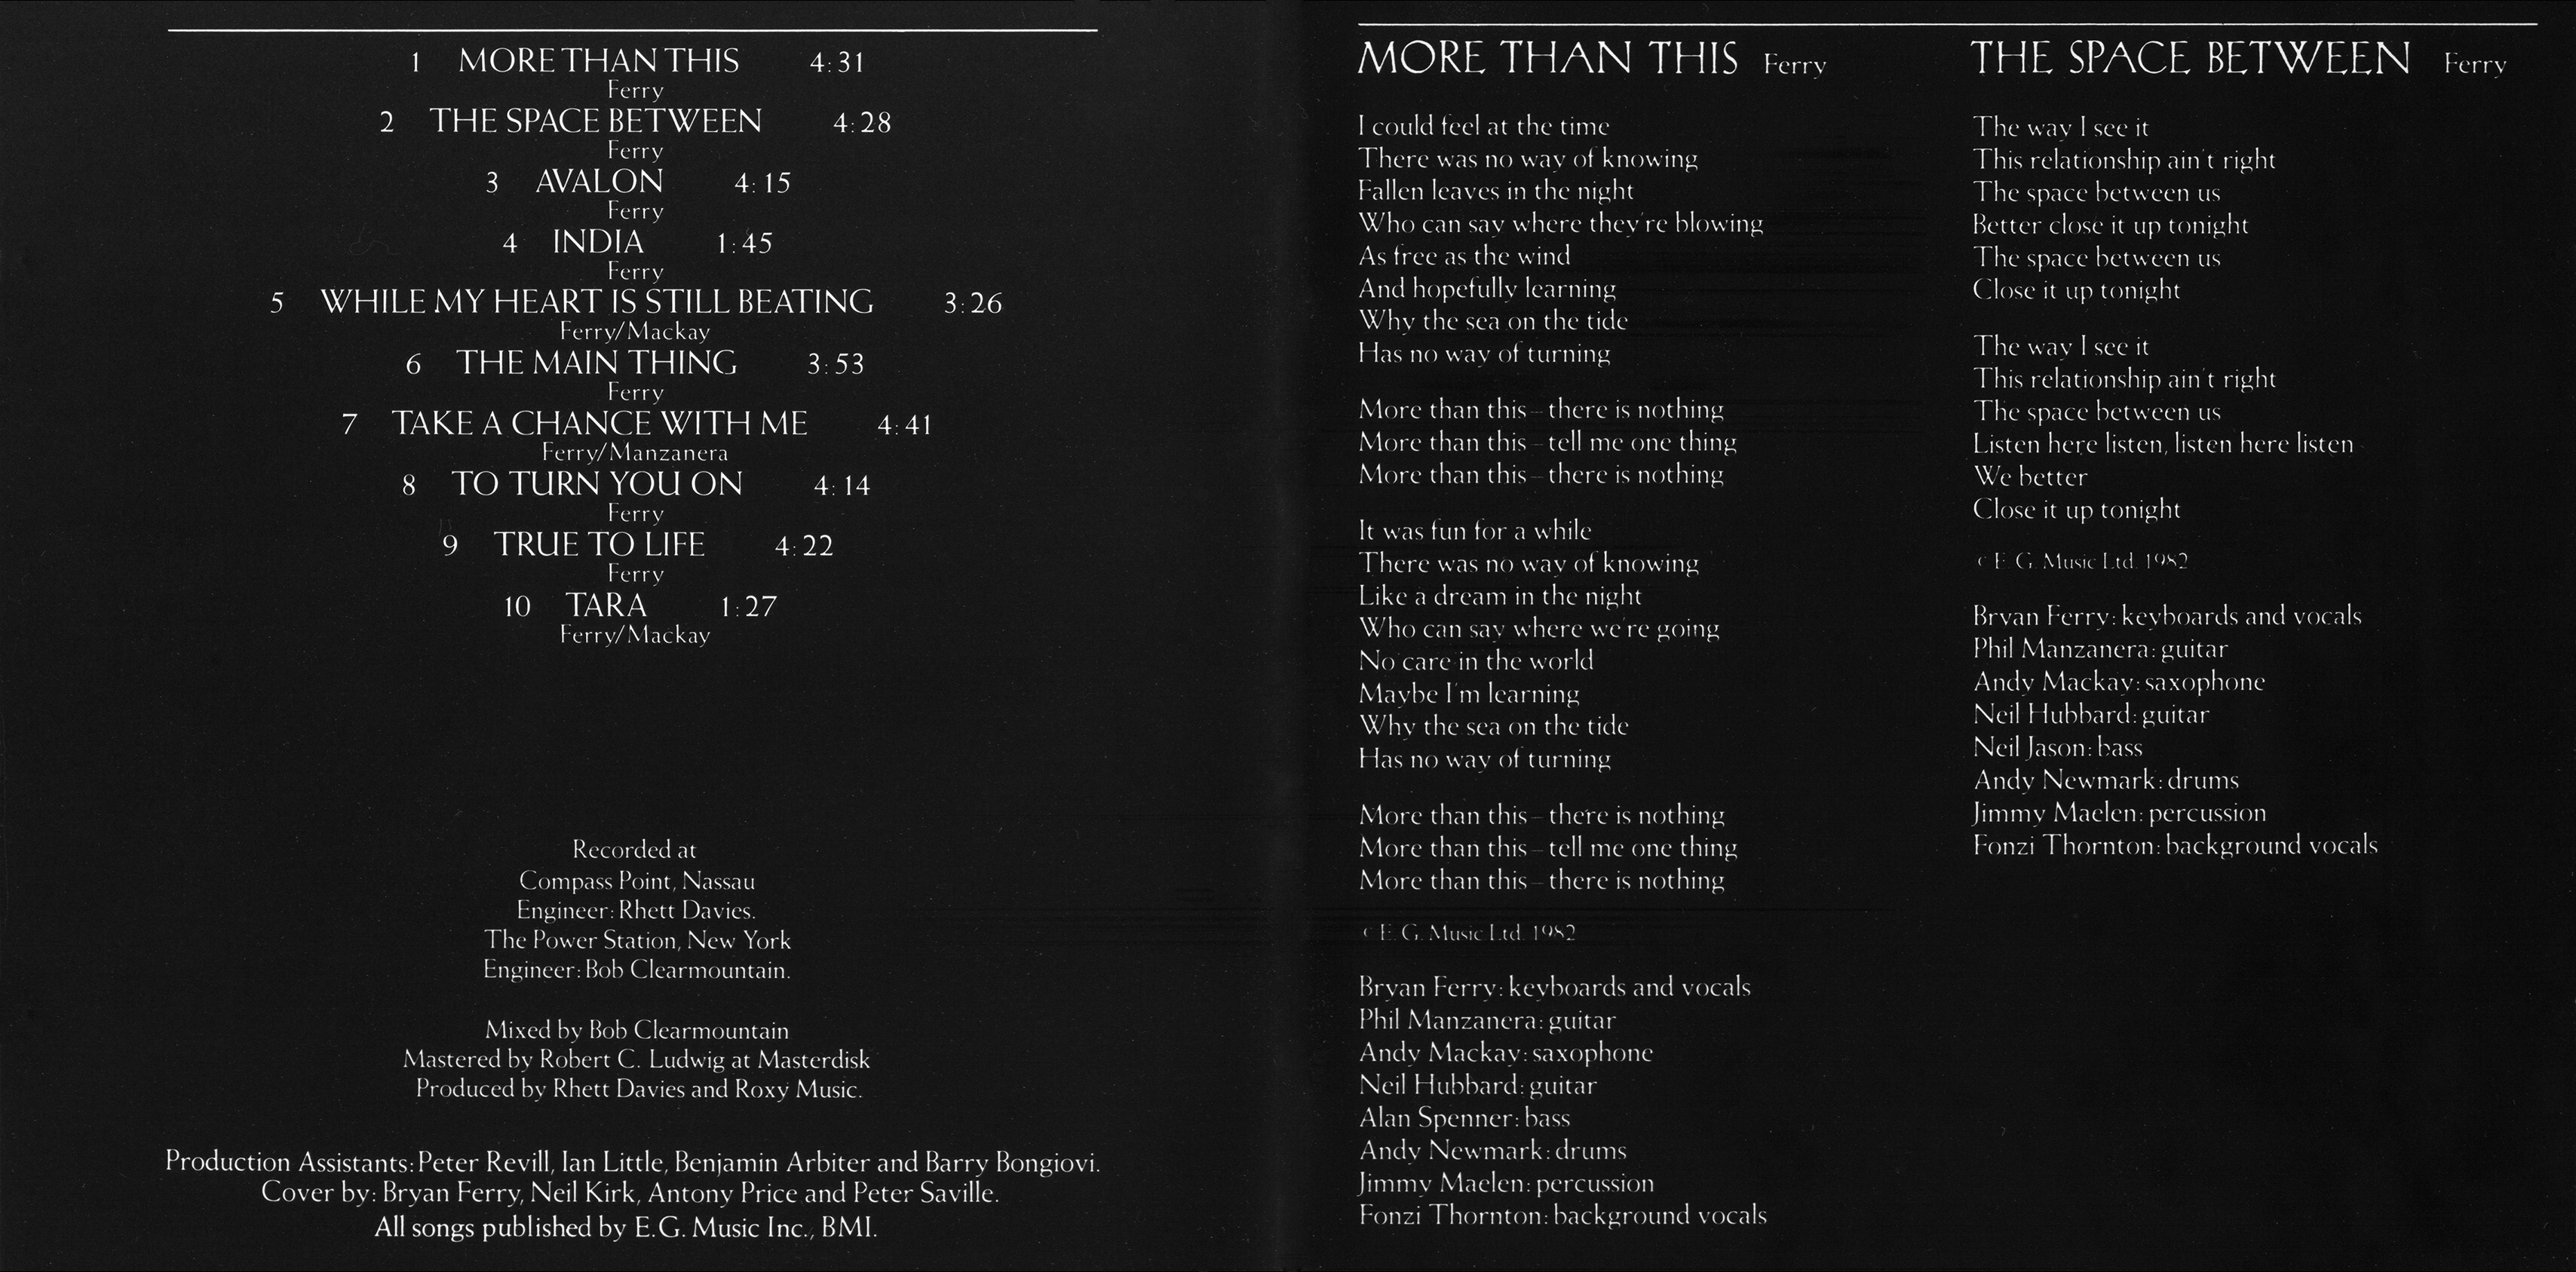 1 MORE THAN THIS 4:31
Ferry
2 THE SPACE BETWEEN 4:28
Ferry
3 AVALON 4:15
Ferry
4 INDIA 1:45
Ferry
5 WHILE MY HEART IS STILL BEATING 3:26
Ferry/Mackay
6 THE MAIN THING 3:53
Ferry
7 TAKE A CHANCE WITH ME 4:41
Ferry/Manzanera
8 TO TURN YOU ON 4:14
Ferry
9 TRUE TO LIFE 4:22
Ferry
10 TARA 1:27
Ferry/Mackay
Recorded at
Compass Point, Nassau
Engineer: Rhett Davies.
The Power Station, New York
Engineer: Bob Clearmountain.
Mixed by Bob Clearmountain
Mastered by Robert C. Ludwig at Masterdisk
Produced by Rhett Davies and Roxy Music.
Production Assistants: Peter Revill, Ian Little, Benjamin Arbiter and Barry Bongiovi.
Cover by: Bryan Ferry, Neil Kirk, Antony Price and Peter Saville.
All songs published by E.G. Music Inc., BMI.
MORE THAN THIS Ferry
I could feel at the time
There was no way of knowing
Fallen leaves in the night
Who can say where they're blowing
As free as the wind
And hopefully learning
Why the sea on the tide
Has no way of turning
More than this – there is nothing
More than this – tell me one thing
More than this – there is nothing
It was fun for a while
There was no way of knowing
Like a dream in the night
Who can say where we're going
No care in the world
Maybe I'm learning
Why the sea on the tide
Has no way of turning
More than this – there is nothing
More than this – tell me one thing
More than this – there is nothing
© E. G. Music Ltd. 1982
Bryan Ferry: keyboards and vocals
Phil Manzanera: guitar
Andy Mackay: saxophone
Neil Hubbard: guitar
Alan Spenner: bass
Andy Newmark: drums
Jimmy Maelen: percussion
Fonzi Thornton: background vocals
THE SPACE BETWEEN Ferry
The way I see it
This relationship ain't right
The space between us
Better close it up tonight
The space between us
Close it up tonight
The way I see it
This relationship ain't right
The space between us
Listen here listen, listen here listen
We better
Close it up tonight
© E. G. Music Ltd. 1982
Bryan Ferry: keyboards and vocals
Phil Manzanera: guitar
Andy Mackay: saxophone
Neil Hubbard: guitar
Neil Jason: bass
Andy Newmark: drums
Jimmy Maelen: percussion
Fonzi Thornton: background vocals